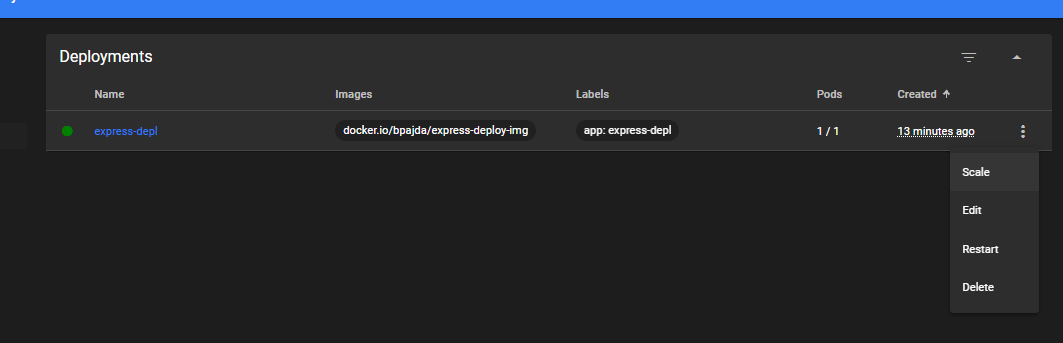 Deployments
Name Images Labels Pods Created
express-depl docker.io/bpajda/express-deploy-img app: express-depl 1 / 1 13 minutes ago
Scale
Edit
Restart
Delete